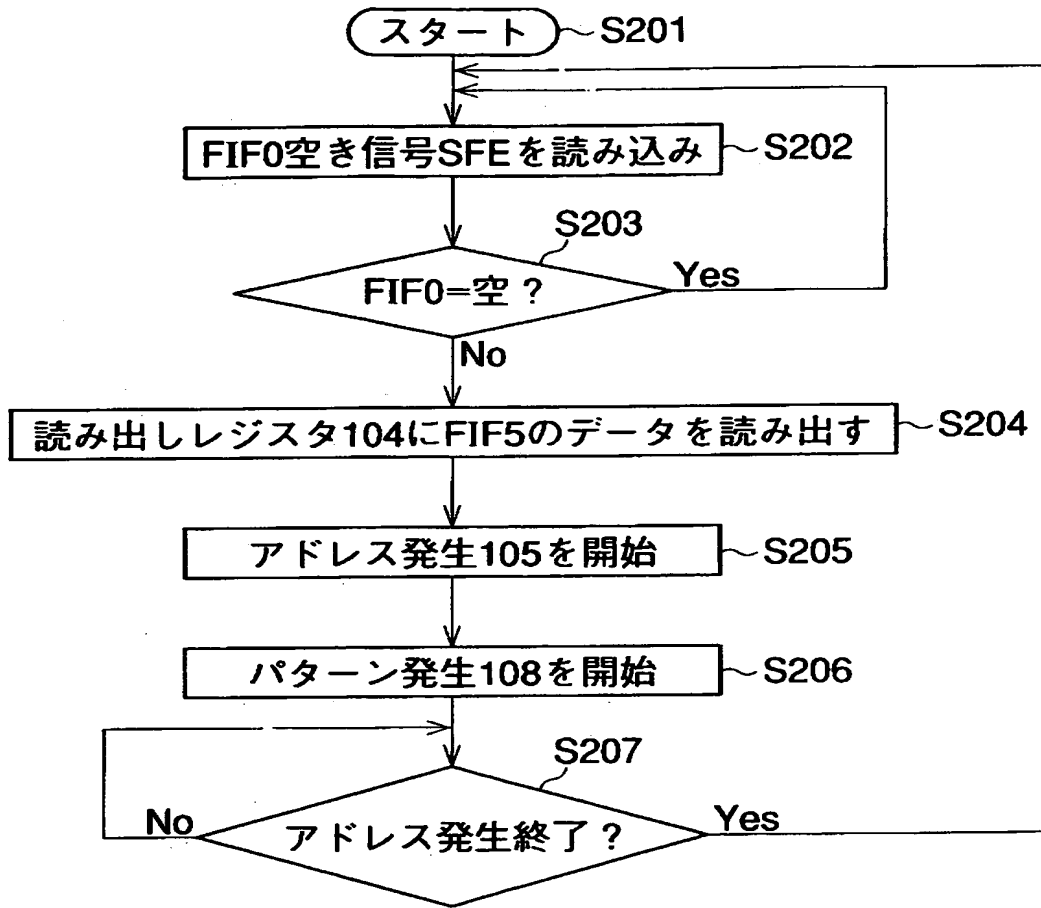 スタート S201
FIFO空き信号SFEを読み込み S202
S203
FIFO=空？ Yes
No
読み出しレジスタ104にFIF5のデータを読み出す S204
アドレス発生105を開始 S205
パターン発生108を開始 S206
S207
No アドレス発生終了？ Yes